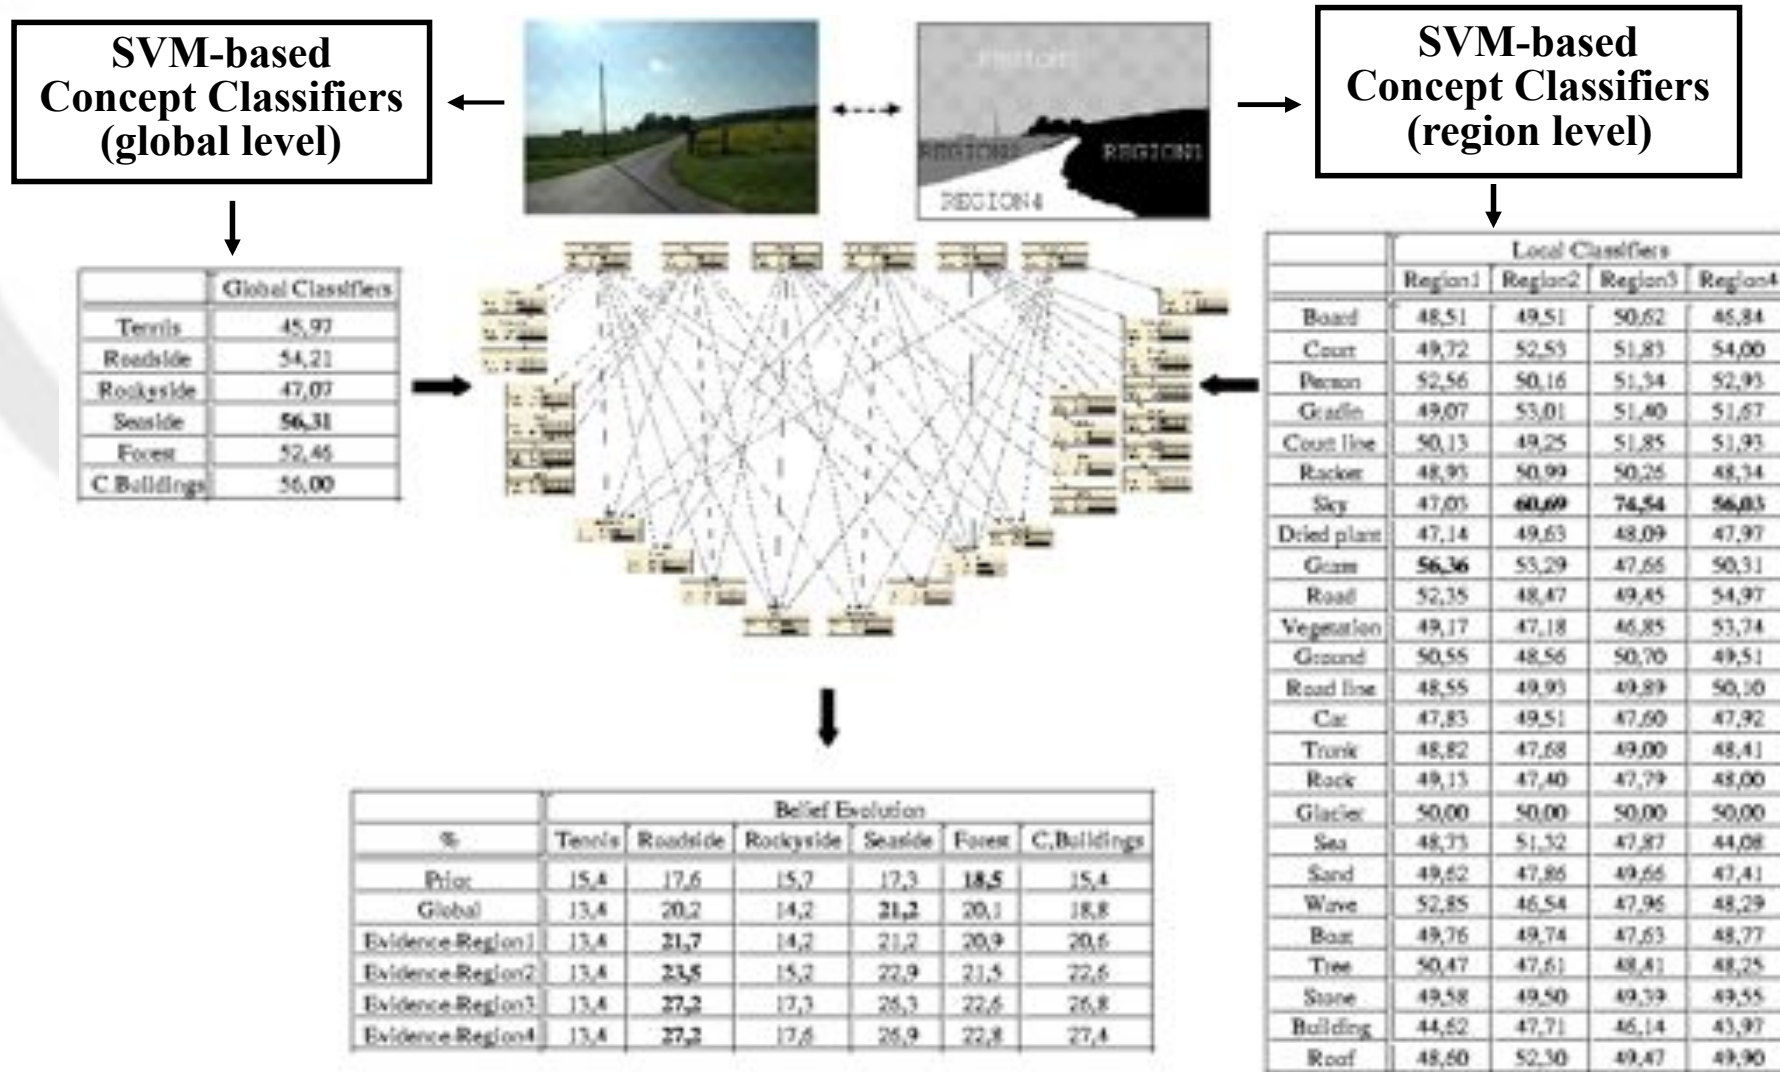 SVM-based
Concept Classifiers
(global level)
SVM-based
Concept Classifiers
(region level)
REGION1
REGION4
Global Classifiers
Tennis 45,97
Roadside 54,21
Rockyside 47,07
Seaside 56,31
Forest 52,46
C.Buildings 56,00
Local Classifiers
Region1 Region2 Region3 Region4
Board 48,51 49,51 50,62 46,84
Court 49,72 52,53 51,83 54,00
Person 52,56 50,16 51,34 52,93
Gradin 49,07 53,01 51,40 51,67
Court line 50,13 49,25 51,85 51,93
Racket 48,93 50,99 50,26 48,34
Sky 47,03 60,69 74,54 56,03
Dried plant 47,14 49,63 48,09 47,97
Grass 56,36 53,29 47,66 50,31
Road 52,35 48,47 49,45 54,97
Vegetation 49,17 47,18 46,85 53,74
Ground 50,55 48,56 50,70 49,51
Road line 48,55 49,93 49,89 50,10
Car 47,83 49,51 47,60 47,92
Trunk 48,82 47,68 49,00 48,41
Rock 49,13 47,40 47,79 48,00
Glacier 50,00 50,00 50,00 50,00
Sea 48,73 51,32 47,87 44,08
Sand 49,62 47,86 49,66 47,41
Wave 52,85 46,54 47,96 48,29
Boat 49,76 49,74 47,63 48,77
Tree 50,47 47,61 48,41 48,25
Stone 49,58 49,50 49,39 49,55
Building 44,62 47,71 46,14 43,97
Roof 48,60 52,30 49,47 49,90
Belief Evolution
% Tennis Roadside Rockyside Seaside Forest C,Buildings
Prior 15,4 17,6 15,7 17,3 18,5 15,4
Global 13,4 20,2 14,2 21,2 20,1 18,8
Evidence-Region1 13,4 21,7 14,2 21,2 20,9 20,6
Evidence-Region2 13,4 23,5 15,2 22,9 21,5 22,6
Evidence-Region3 13,4 27,2 17,3 26,3 22,6 26,8
Evidence-Region4 13,4 27,2 17,6 26,9 22,8 27,4